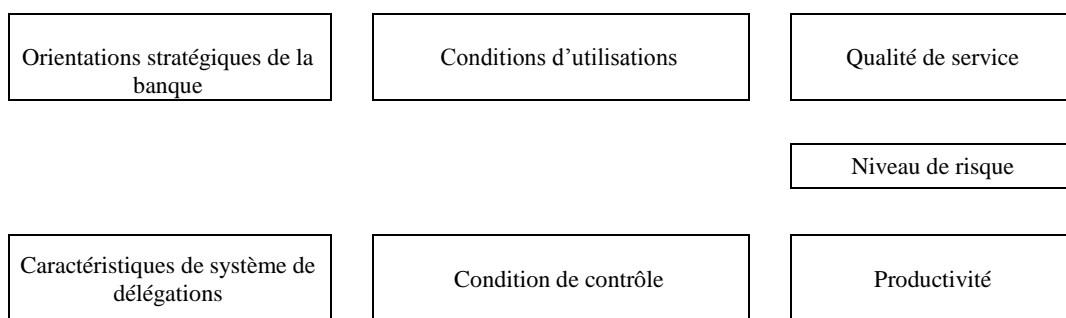 Orientations stratégiques de la
banque
Conditions d'utilisations
Qualité de service
Niveau de risque
Caractéristiques de système de
délégations
Condition de contrôle
Productivité